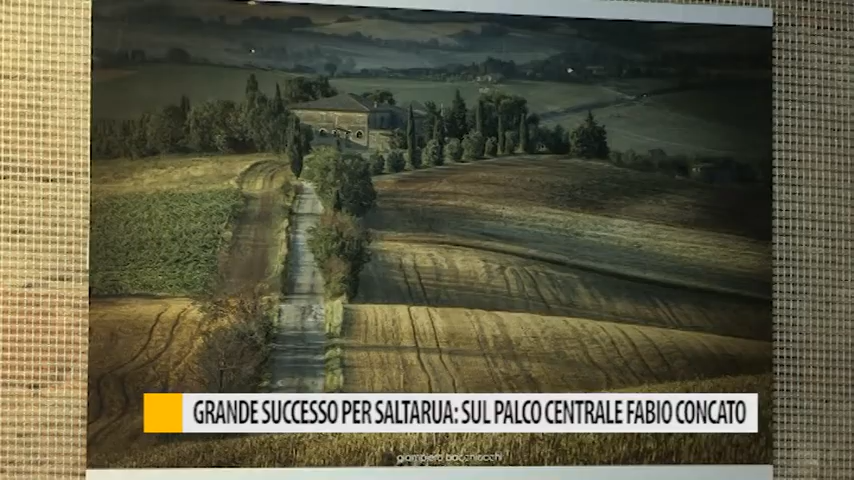 GRANDE SUCCESSO PER SALTARUA: SUL PALCO CENTRALE FABIO CONCATO
giampiero bacchiocchi